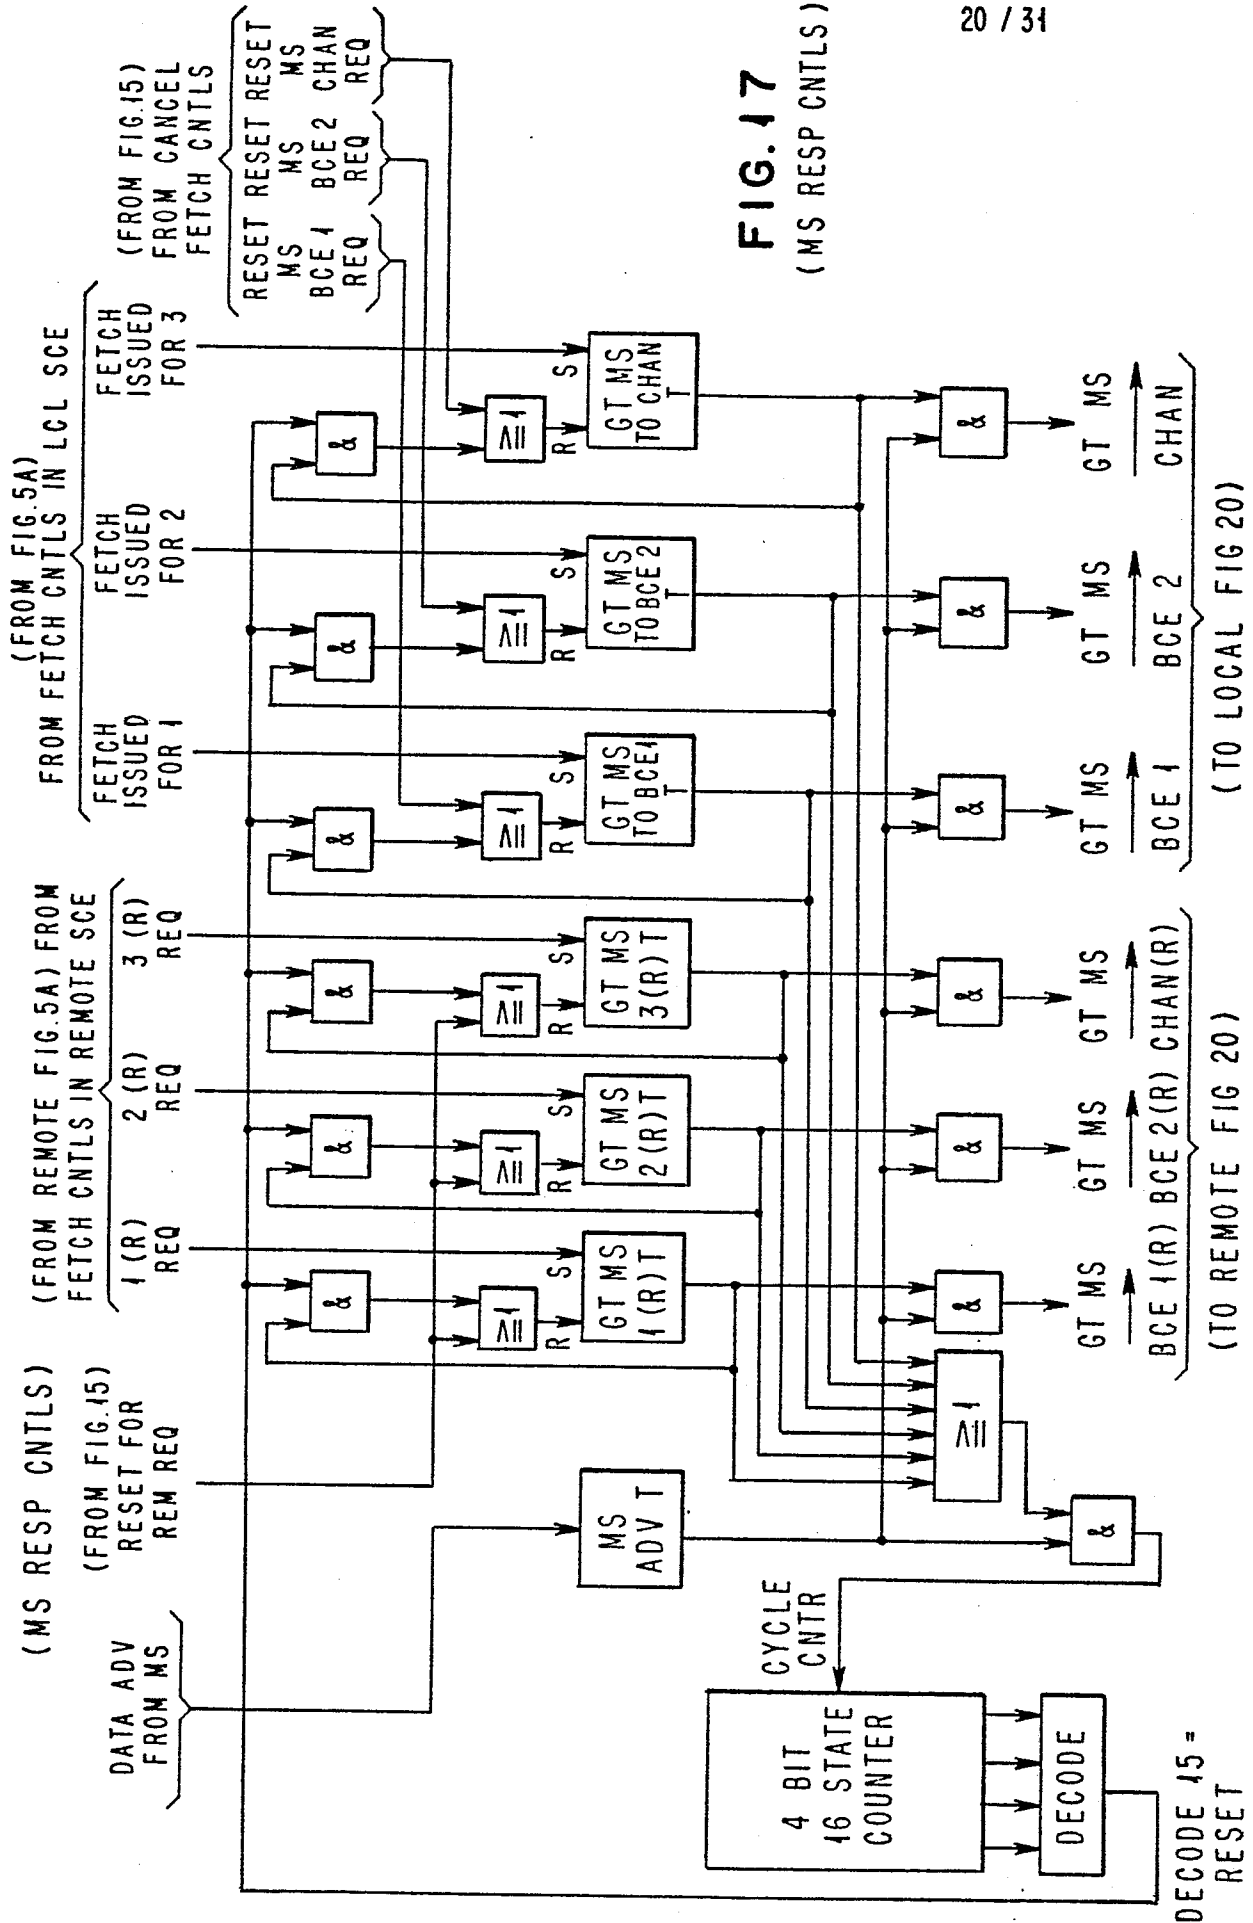 20 / 31
FIG. 17
(MS RESP CNTLS)
(MS RESP CNTLS)
DATA ADV
FROM MS
(FROM FIG.15)
RESET FOR
REM REQ
(FROM REMOTE FIG.5A) FROM
FETCH CNTLS IN REMOTE SCE
1 (R)
REQ
2 (R)
REQ
3 (R)
REQ
(FROM FIG.5A)
FROM FETCH CNTLS IN LCL SCE
FETCH
ISSUED
FOR 1
FETCH
ISSUED
FOR 2
FETCH
ISSUED
FOR 3
(FROM FIG.15)
FROM CANCEL
FETCH CNTLS
RESET
MS
BCE1
REQ
RESET
MS
BCE 2
REQ
RESET
MS
CHAN
REQ
&
&
&
&
&
&
≥1
≥1
≥1
≥1
≥1
≥1
R
S
R
S
R
S
R
S
R
S
R
S
MS
ADV T
GT MS
1(R) T
GT MS
2(R)T
GT MS
3(R)T
GT MS
TO BCE1
T
GT MS
TO BCE2
T
GT MS
TO CHAN
T
CYCLE
CNTR
4 BIT
16 STATE
COUNTER
DECODE
DECODE 15 =
RESET
≥1
&
&
&
&
&
&
&
GT MS
BCE 1(R)
GT MS
BCE 2(R)
GT MS
CHAN(R)
(TO REMOTE FIG 20)
GT MS
BCE 1
GT MS
BCE 2
GT MS
CHAN
(TO LOCAL FIG 20)